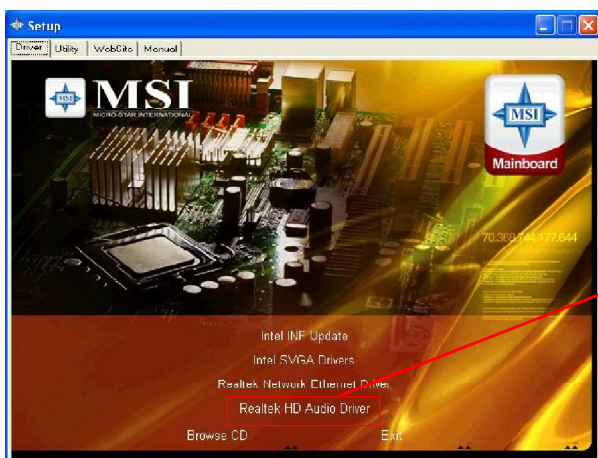 Setup
Driver Utility WebSite Manual
MSI
MSI
MICRO-STAR INTERNATIONAL
MSI
Mainboard
70.368.744.177.644
Intel INF Update
Intel SVGA Drivers
Realtek Network Ethernet Driver
Realtek HD Audio Driver
Browse CD Exit